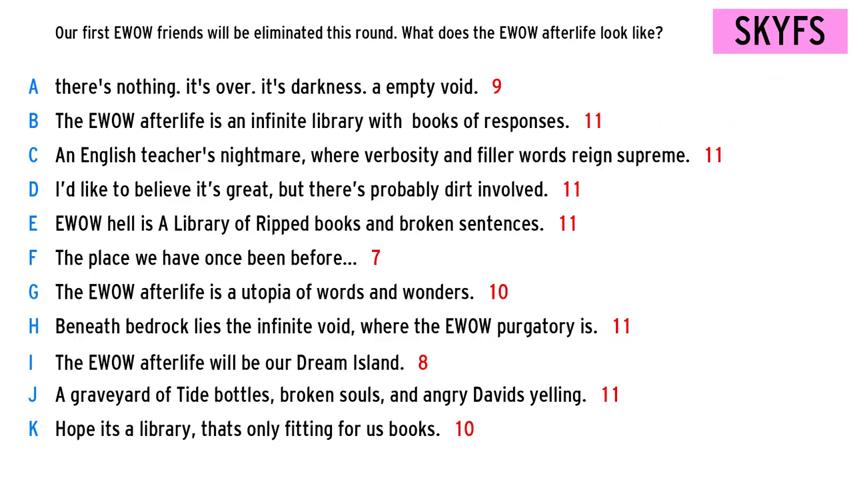 Our first EWOW friends will be eliminated this round. What does the EWOW afterlife look like?
SKYFS
A there's nothing. it's over. it's darkness. a empty void. 9
B The EWOW afterlife is an infinite library with  books of responses. 11
C An English teacher's nightmare, where verbosity and filler words reign supreme. 11
D I’d like to believe it’s great, but there’s probably dirt involved. 11
E EWOW hell is A Library of Ripped books and broken sentences. 11
F The place we have once been before... 7
G The EWOW afterlife is a utopia of words and wonders. 10
H Beneath bedrock lies the infinite void, where the EWOW purgatory is. 11
I The EWOW afterlife will be our Dream Island. 8
J A graveyard of Tide bottles, broken souls, and angry Davids yelling. 11
K Hope its a library, thats only fitting for us books. 10